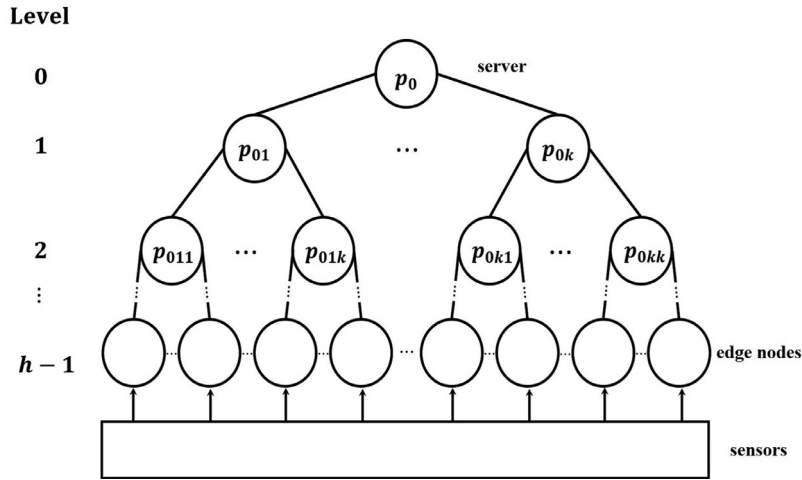 Level
0
p₀
server
1
p₀₁
...
p₀ₖ
2
p₀₁₁
...
p₀₁ₖ
p₀ₖ₁
...
p₀ₖₖ
⋮
h − 1
...
edge nodes
sensors